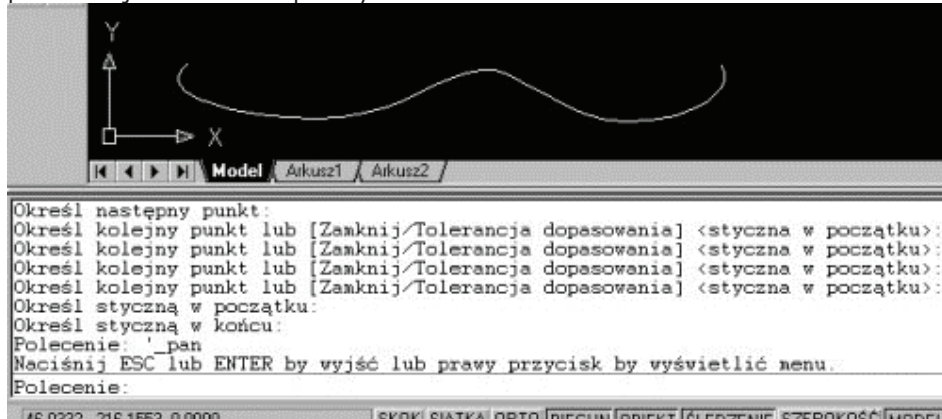 Y
X
Model Arkusz1 Arkusz2
Określ następny punkt:
Określ kolejny punkt lub [Zamknij/Tolerancja dopasowania] <styczna w początku>:
Określ kolejny punkt lub [Zamknij/Tolerancja dopasowania] <styczna w początku>:
Określ kolejny punkt lub [Zamknij/Tolerancja dopasowania] <styczna w początku>:
Określ kolejny punkt lub [Zamknij/Tolerancja dopasowania] <styczna w początku>:
Określ styczną w początku:
Określ styczną w końcu:
Polecenie: '_pan
Naciśnij ESC lub ENTER by wyjść lub prawy przycisk by wyświetlić menu.
Polecenie:
SKOK SIATKA ORTO BIEGUN OBIEKT ŚLEDZENIE SZEROKOŚĆ MODEL